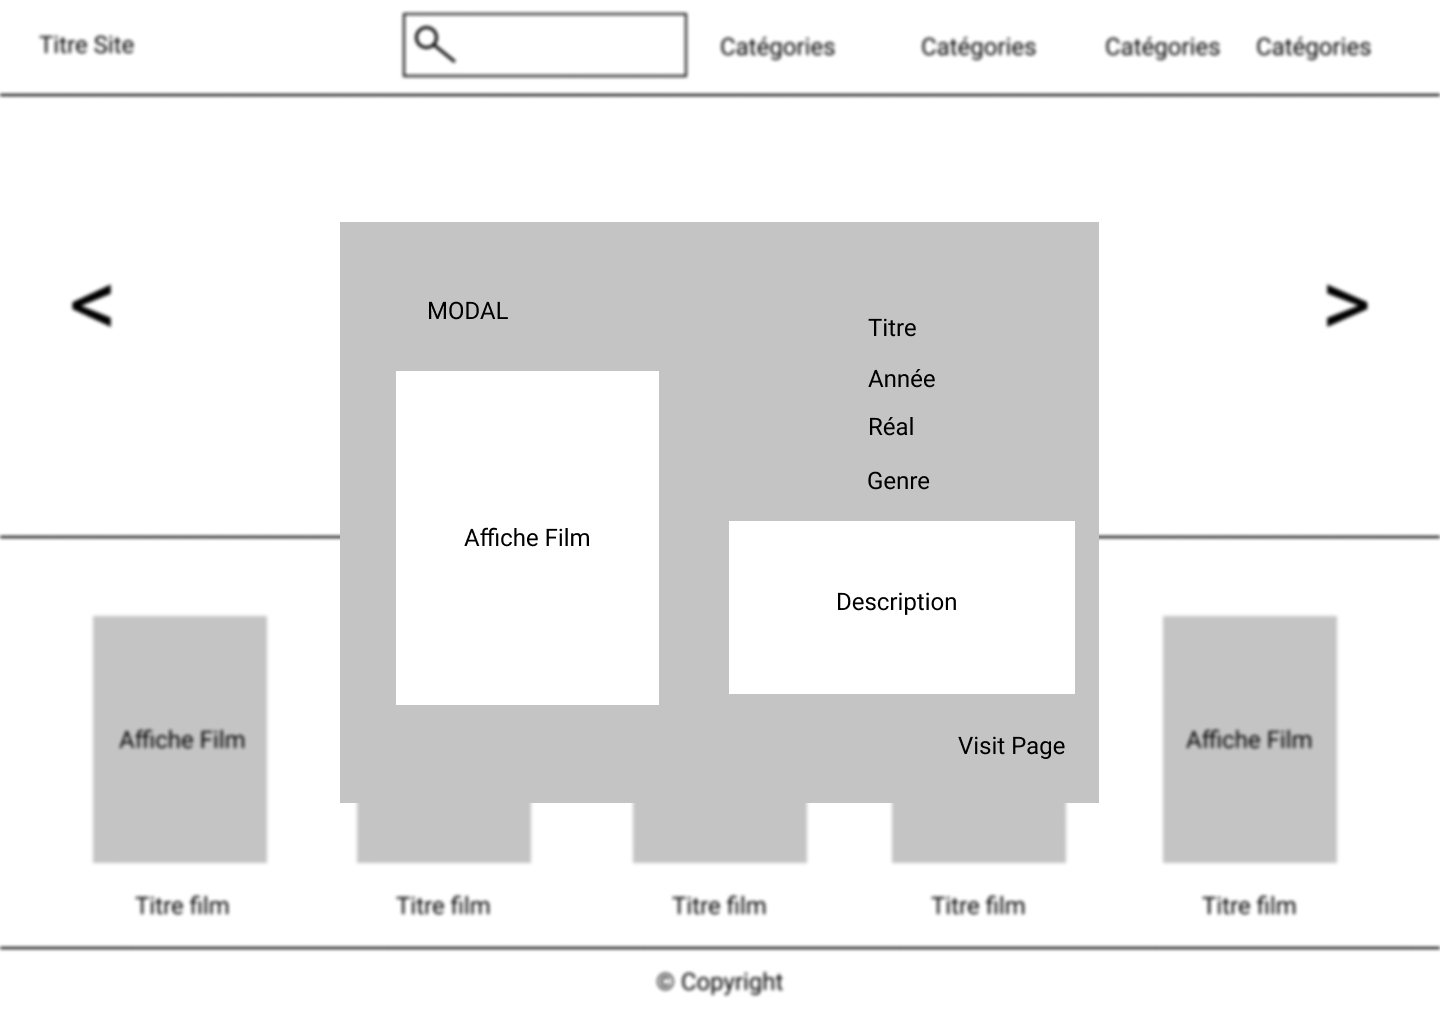 Titre Site
Catégories
Catégories
Catégories
Catégories
<
>
MODAL
Affiche Film
Titre
Année
Réal
Genre
Description
Visit Page
Affiche Film
Affiche Film
Titre film
Titre film
Titre film
Titre film
Titre film
© Copyright